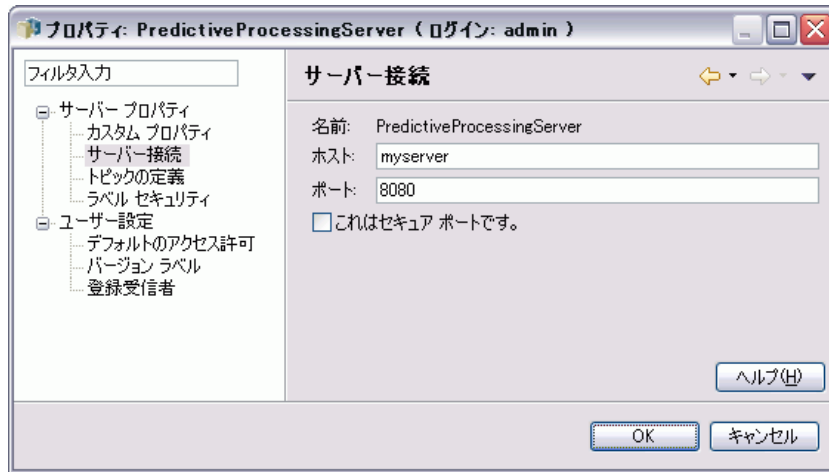 プロパティ: PredictiveProcessingServer ( ログイン: admin )
フィルタ入力
サーバー プロパティ
カスタム プロパティ
サーバー接続
トピックの定義
ラベル セキュリティ
ユーザー設定
デフォルトのアクセス許可
バージョン ラベル
登録受信者
サーバー接続
名前: PredictiveProcessingServer
ホスト: myserver
ポート: 8080
これはセキュア ポートです。
ヘルプ(H)
OK キャンセル